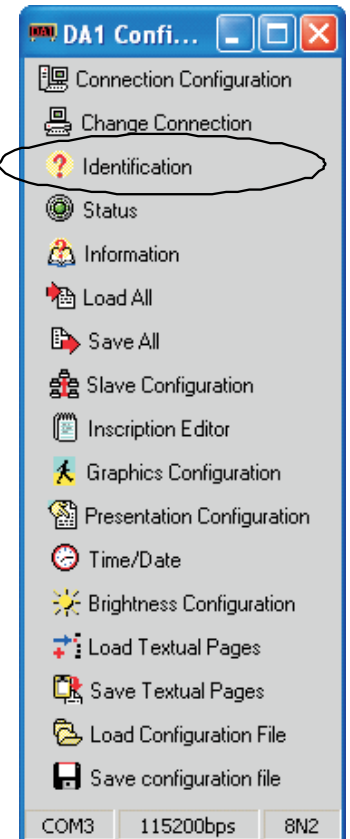 DA1 DA1 Confi...
Connection Configuration
Change Connection
? Identification
Status
Information
Load All
Save All
Slave Configuration
Inscription Editor
Graphics Configuration
Presentation Configuration
Time/Date
Brightness Configuration
Load Textual Pages
Save Textual Pages
Load Configuration File
Save configuration file
COM3 115200bps 8N2